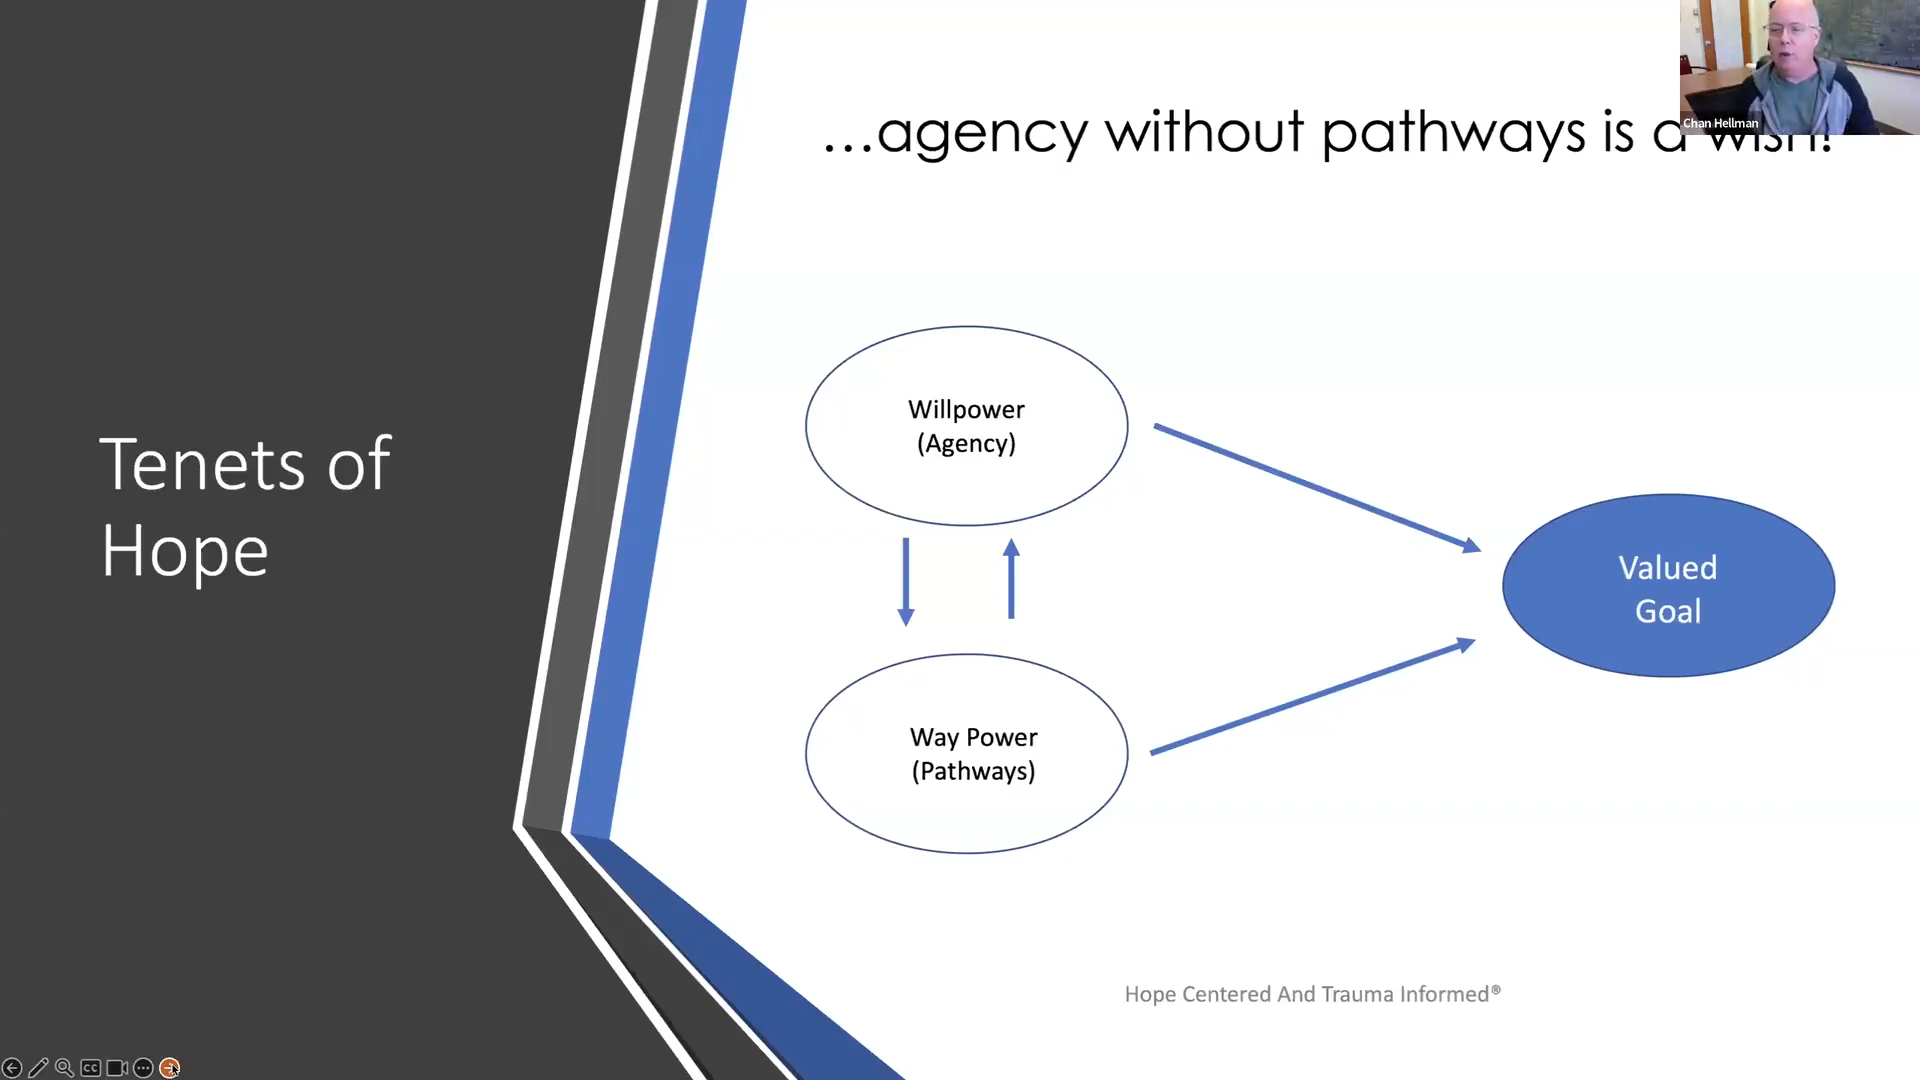 …agency without pathways is a wish!
Chan Hellman
Tenets of
Hope
Willpower
(Agency)
Way Power
(Pathways)
Valued
Goal
Hope Centered And Trauma Informed®
CC